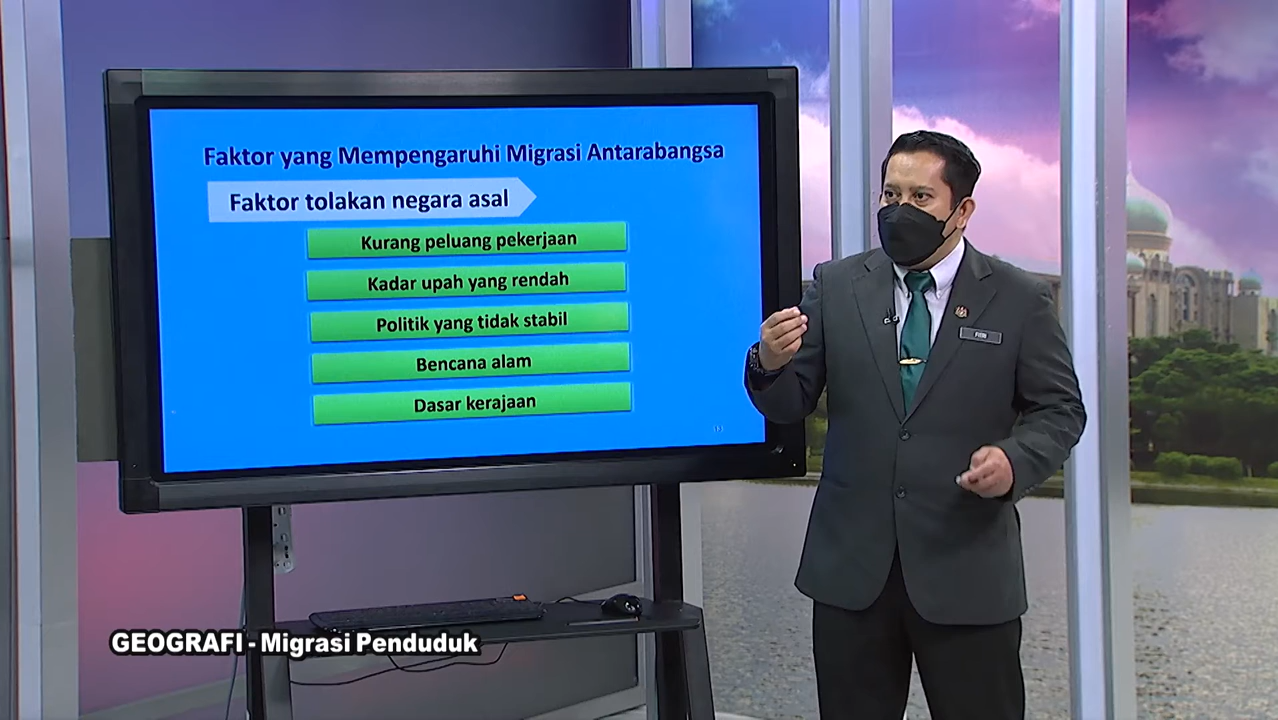 Faktor yang Mempengaruhi Migrasi Antarabangsa
Faktor tolakan negara asal
Kurang peluang pekerjaan
Kadar upah yang rendah
Politik yang tidak stabil
Bencana alam
Dasar kerajaan
GEOGRAFI - Migrasi Penduduk